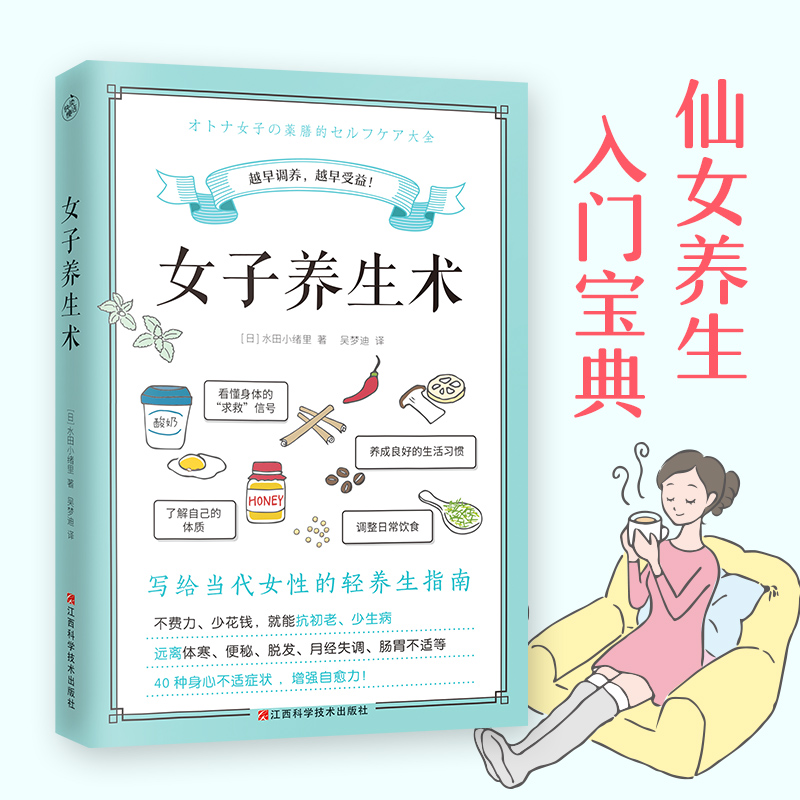 オトナ女子の薬膳的セルフケア大全
越早调养，越早受益！
女子养生术
[日]水田小绪里 著 吴梦迪 译
看懂身体的
“求救”信号
酸奶
养成良好的生活习惯
HONEY
了解自己的
体质
调整日常饮食
写给当代女性的轻养生指南
不费力、少花钱，就能抗初老、少生病
远离体寒、便秘、脱发、月经失调、肠胃不适等
40种身心不适症状，增强自愈力！
江西科学技术出版社
女子养生术
[日]水田小绪里 著 吴梦迪 译
江西科学技术出版社
仙女养生
入门宝典